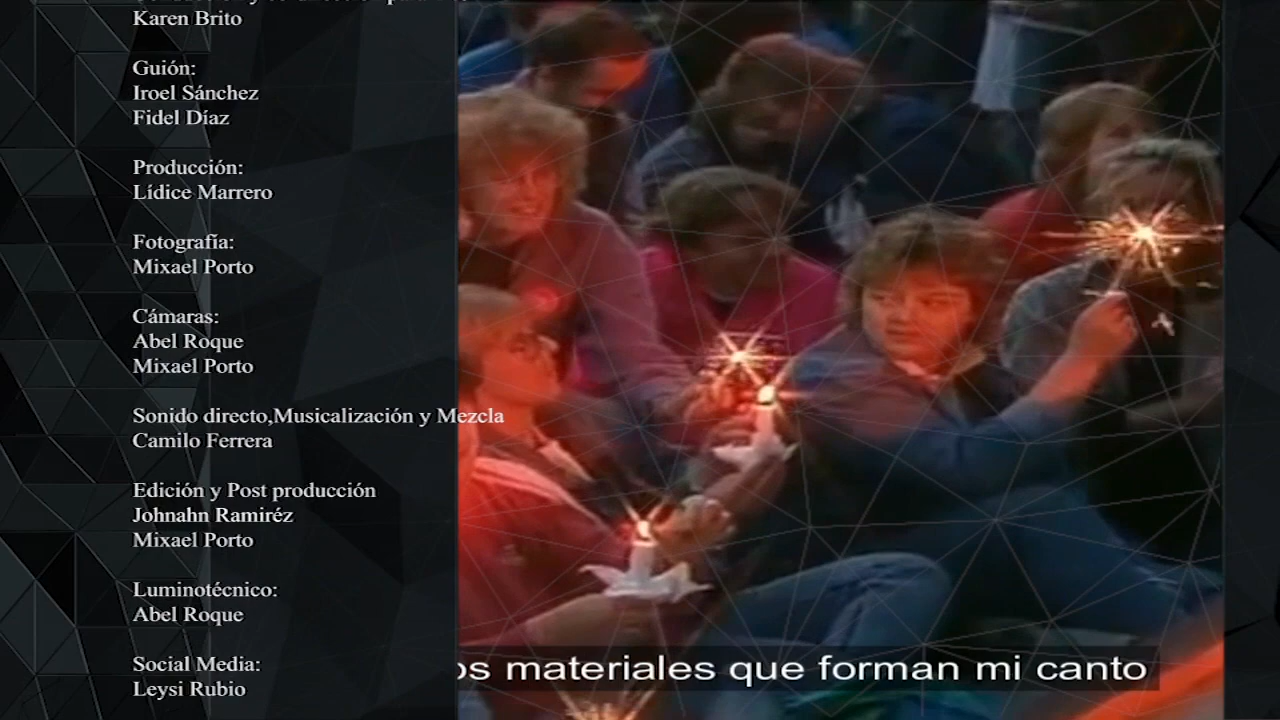 Karen Brito
Guión:
Iroel Sánchez
Fidel Díaz
Producción:
Lídice Marrero
Fotografía:
Mixael Porto
Cámaras:
Abel Roque
Mixael Porto
Sonido directo,Musicalización y Mezcla
Camilo Ferrera
Edición y Post producción
Johnahn Ramiréz
Mixael Porto
Luminotécnico:
Abel Roque
Social Media:
Leysi Rubio
os materiales que forman mi canto